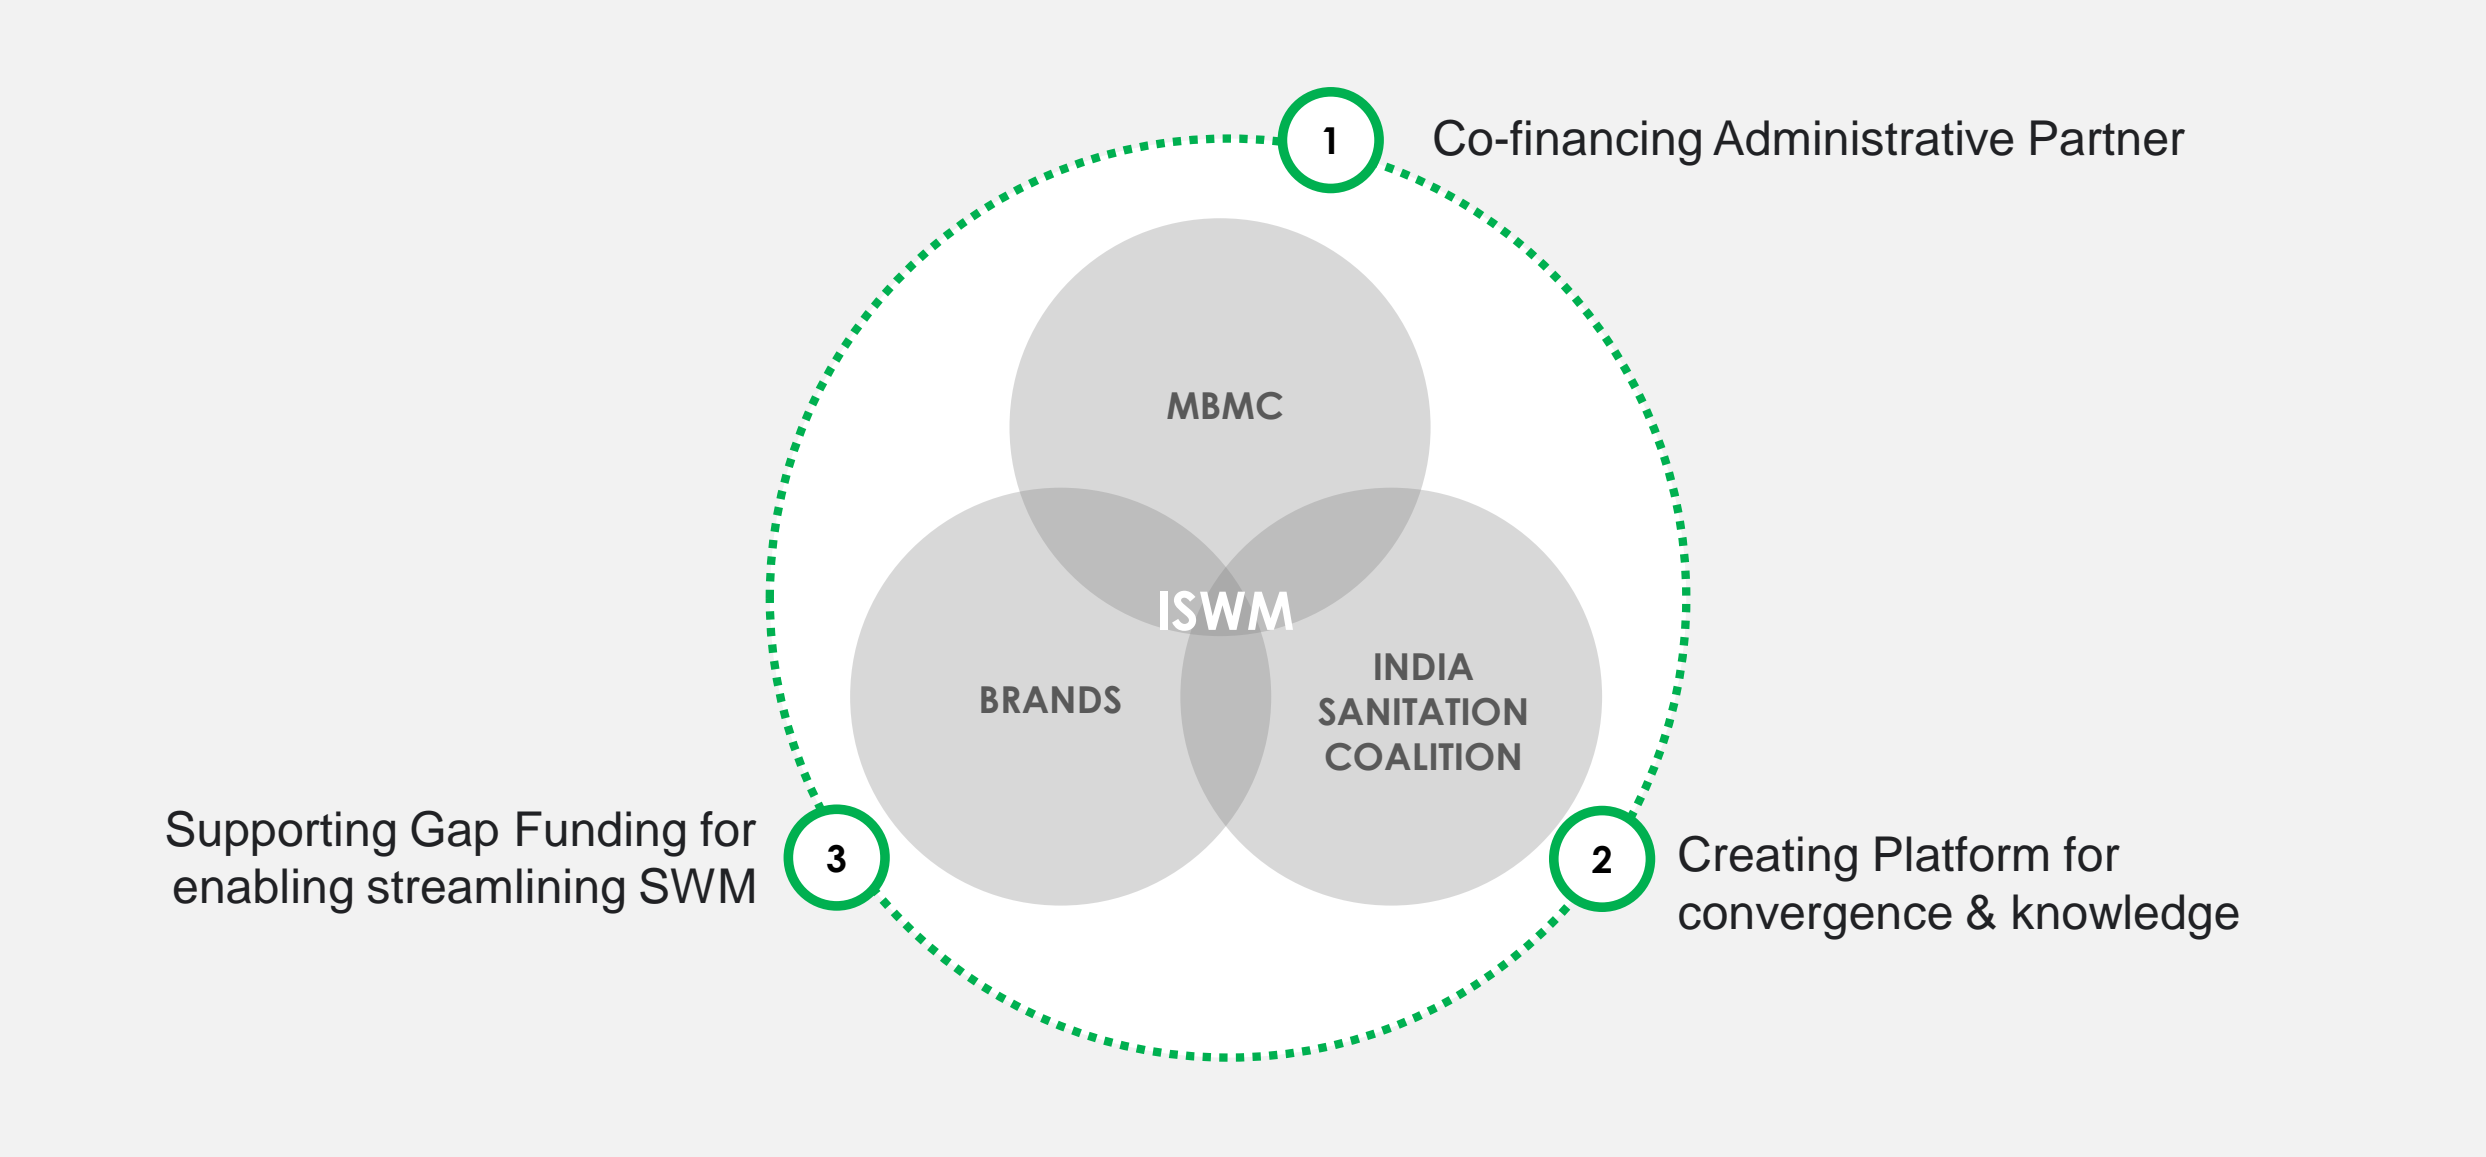 1
Co-financing Administrative Partner
MBMC
ISWM
BRANDS
INDIA
SANITATION
COALITION
2
Creating Platform for
convergence & knowledge
3
Supporting Gap Funding for
enabling streamlining SWM